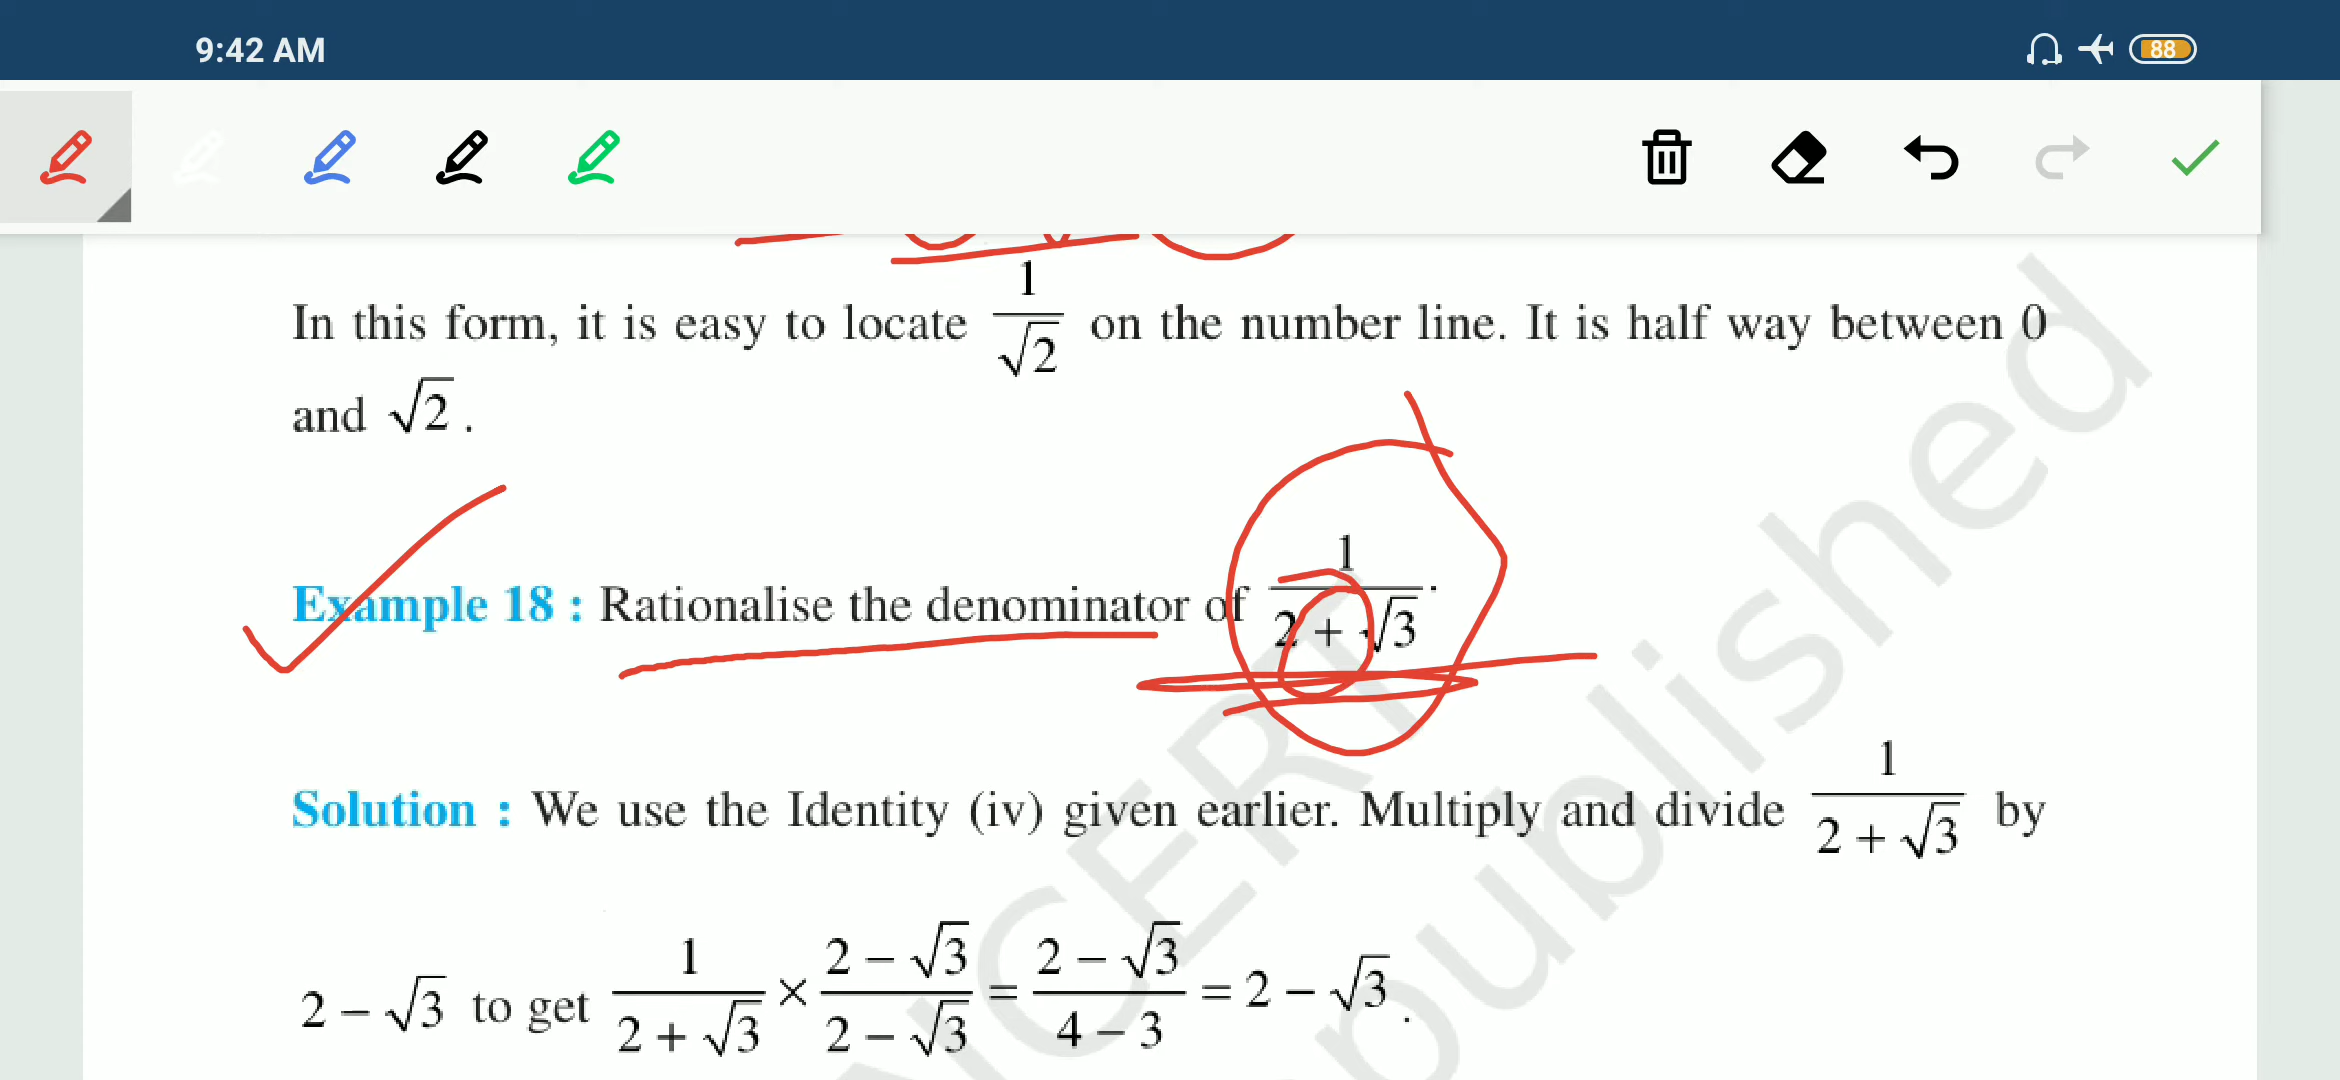 9:42 AM
88
In this form, it is easy to locate 1/√2 on the number line. It is half way between 0
and √2 .
Example 18 : Rationalise the denominator of 1/(2 + √3) .
Solution : We use the Identity (iv) given earlier. Multiply and divide 1/(2 + √3) by
2 – √3 to get 1/(2 + √3) × (2 – √3)/(2 – √3) = (2 – √3)/(4 – 3) = 2 – √3 .
NCERT
published